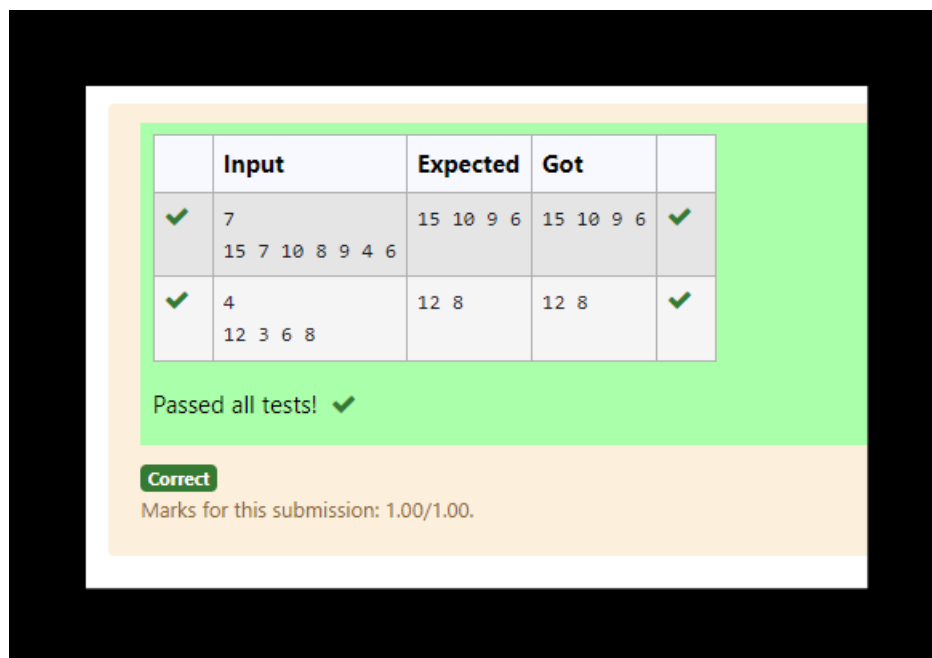 Input Expected Got
7 15 10 9 6 15 10 9 6
15 7 10 8 9 4 6
4 12 8 12 8
12 3 6 8
Passed all tests!
Correct
Marks for this submission: 1.00/1.00.